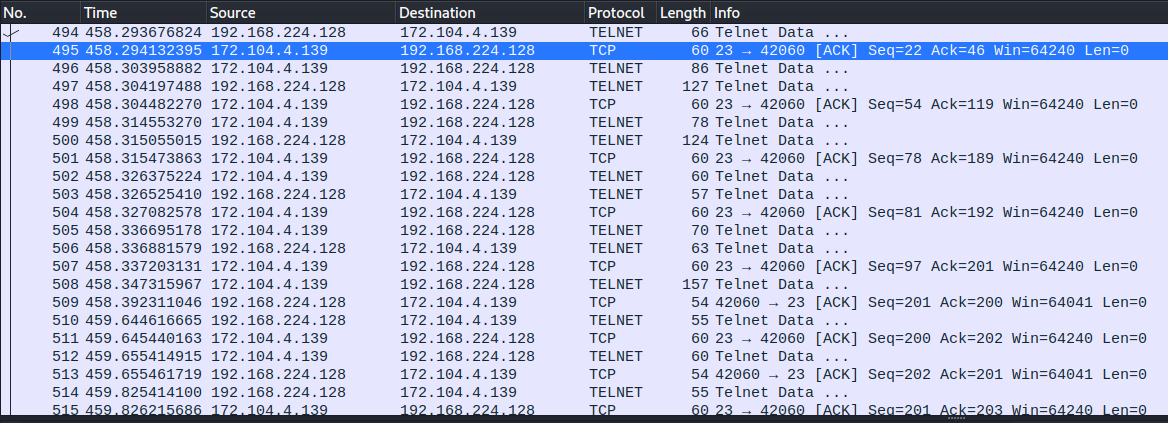 No. Time Source Destination Protocol Length Info
494 458.293676824 192.168.224.128 172.104.4.139 TELNET 66 Telnet Data ...
495 458.294132395 172.104.4.139 192.168.224.128 TCP 60 23 → 42060 [ACK] Seq=22 Ack=46 Win=64240 Len=0
496 458.303958882 172.104.4.139 192.168.224.128 TELNET 86 Telnet Data ...
497 458.304197488 192.168.224.128 172.104.4.139 TELNET 127 Telnet Data ...
498 458.304482270 172.104.4.139 192.168.224.128 TCP 60 23 → 42060 [ACK] Seq=54 Ack=119 Win=64240 Len=0
499 458.314553270 172.104.4.139 192.168.224.128 TELNET 78 Telnet Data ...
500 458.315055015 192.168.224.128 172.104.4.139 TELNET 124 Telnet Data ...
501 458.315473863 172.104.4.139 192.168.224.128 TCP 60 23 → 42060 [ACK] Seq=78 Ack=189 Win=64240 Len=0
502 458.326375224 172.104.4.139 192.168.224.128 TELNET 60 Telnet Data ...
503 458.326525410 192.168.224.128 172.104.4.139 TELNET 57 Telnet Data ...
504 458.327082578 172.104.4.139 192.168.224.128 TCP 60 23 → 42060 [ACK] Seq=81 Ack=192 Win=64240 Len=0
505 458.336695178 172.104.4.139 192.168.224.128 TELNET 70 Telnet Data ...
506 458.336881579 192.168.224.128 172.104.4.139 TELNET 63 Telnet Data ...
507 458.337203131 172.104.4.139 192.168.224.128 TCP 60 23 → 42060 [ACK] Seq=97 Ack=201 Win=64240 Len=0
508 458.347315967 172.104.4.139 192.168.224.128 TELNET 157 Telnet Data ...
509 458.392311046 192.168.224.128 172.104.4.139 TCP 54 42060 → 23 [ACK] Seq=201 Ack=200 Win=64041 Len=0
510 459.644616665 192.168.224.128 172.104.4.139 TELNET 55 Telnet Data ...
511 459.645440163 172.104.4.139 192.168.224.128 TCP 60 23 → 42060 [ACK] Seq=200 Ack=202 Win=64240 Len=0
512 459.655414915 172.104.4.139 192.168.224.128 TELNET 60 Telnet Data ...
513 459.655461719 192.168.224.128 172.104.4.139 TCP 54 42060 → 23 [ACK] Seq=202 Ack=201 Win=64041 Len=0
514 459.825414100 192.168.224.128 172.104.4.139 TELNET 55 Telnet Data ...
515 459.826215686 172.104.4.139 192.168.224.128 TCP 60 23 → 42060 [ACK] Seq=201 Ack=203 Win=64240 Len=0